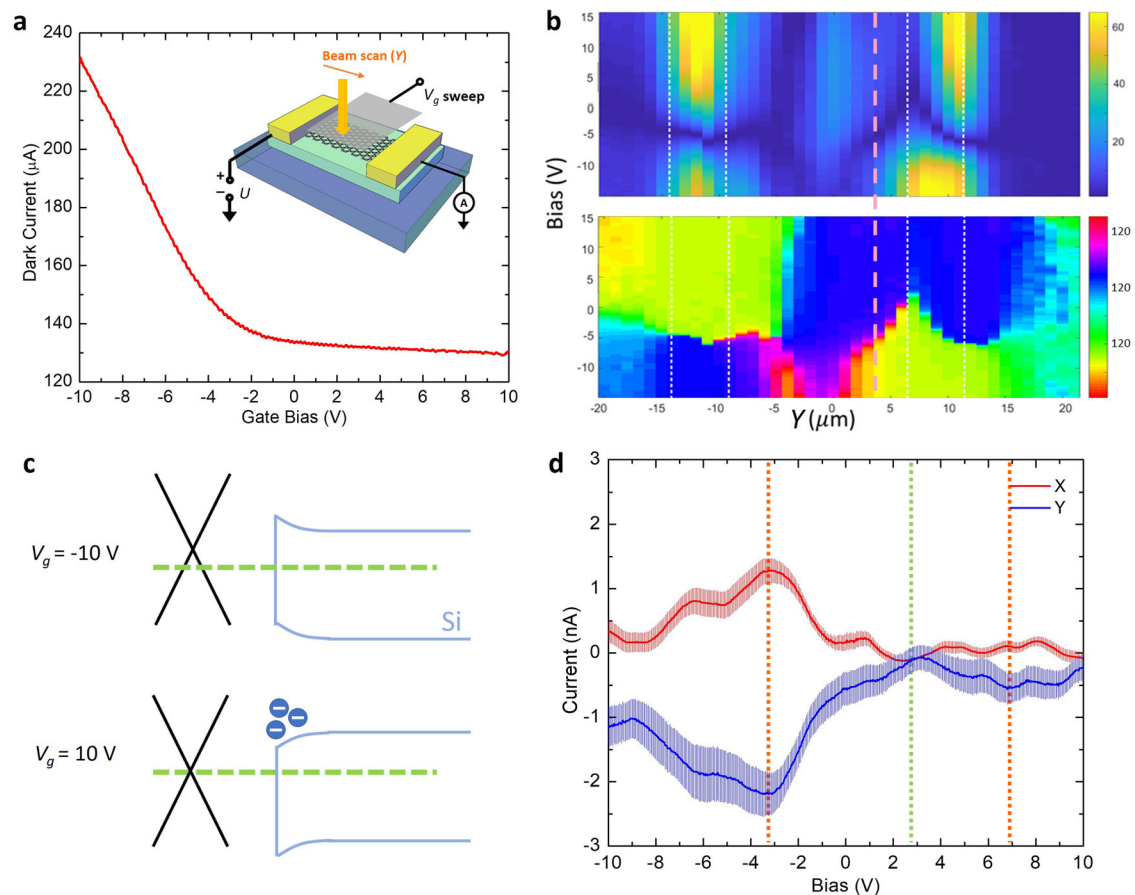 a
240
220
200
180
160
140
120
Dark Current (μA)
-10 -8 -6 -4 -2 0 2 4 6 8 10
Gate Bias (V)
Beam scan (Y)
Vg sweep
+
− U
A
b
15
10
5
0
-5
-10
60
50
40
30
20
10
Bias (V)
15
10
5
0
-5
-10
120
120
120
-20 -15 -10 -5 0 5 10 15 20
Y (μm)
c
Vg = -10 V
Si
Vg = 10 V
d
3
2
1
0
-1
-2
-3
Current (nA)
X
Y
-10 -8 -6 -4 -2 0 2 4 6 8 10
Bias (V)